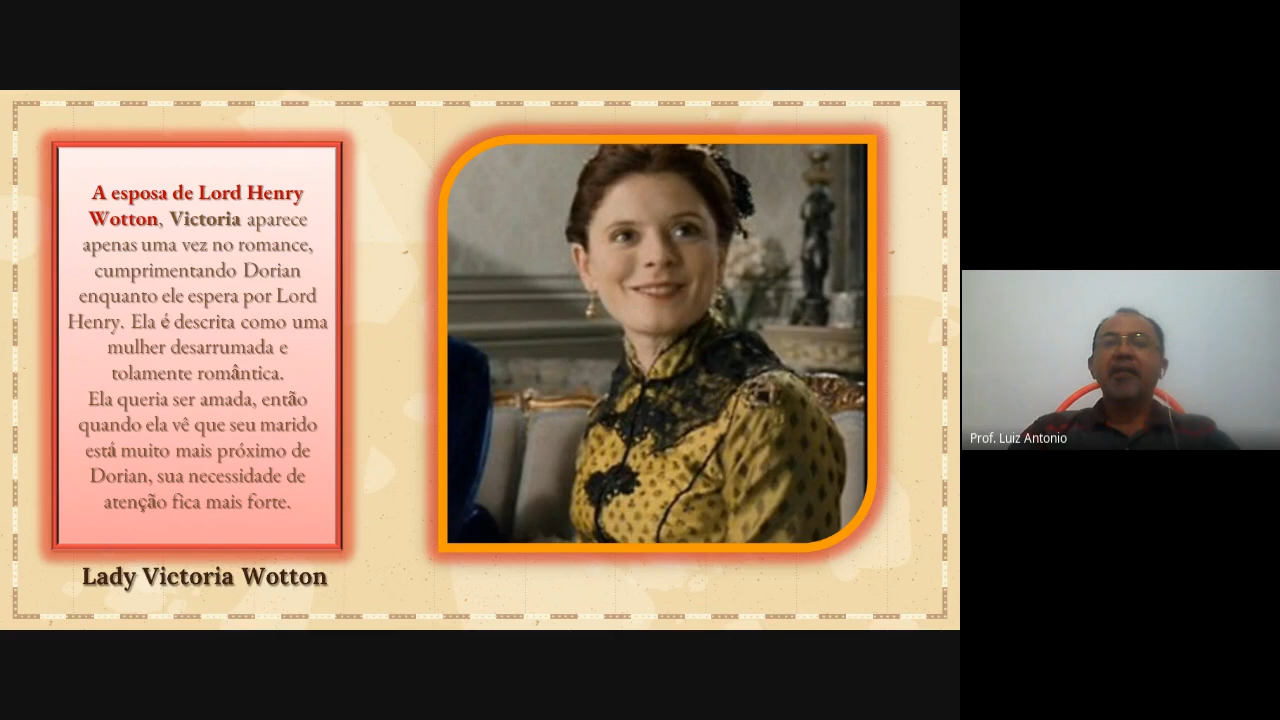 A esposa de Lord Henry
Wotton, Victoria aparece
apenas uma vez no romance,
cumprimentando Dorian
enquanto ele espera por Lord
Henry. Ela é descrita como uma
mulher desarrumada e
tolamente romântica.
Ela queria ser amada, então
quando ela vê que seu marido
está muito mais próximo de
Dorian, sua necessidade de
atenção fica mais forte.
Lady Victoria Wotton
Prof. Luiz Antonio